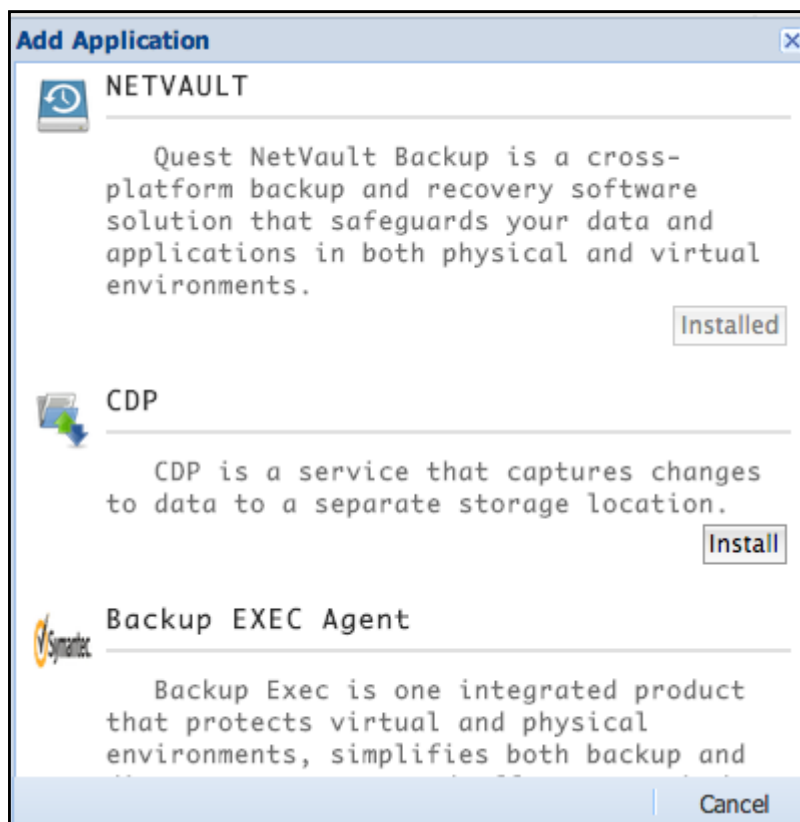 Add Application
NETVAULT
Quest NetVault Backup is a cross-
platform backup and recovery software
solution that safeguards your data and
applications in both physical and virtual
environments.
Installed
CDP
CDP is a service that captures changes
to data to a separate storage location.
Install
Symantec.
Backup EXEC Agent
Backup Exec is one integrated product
that protects virtual and physical
environments, simplifies both backup and
Cancel